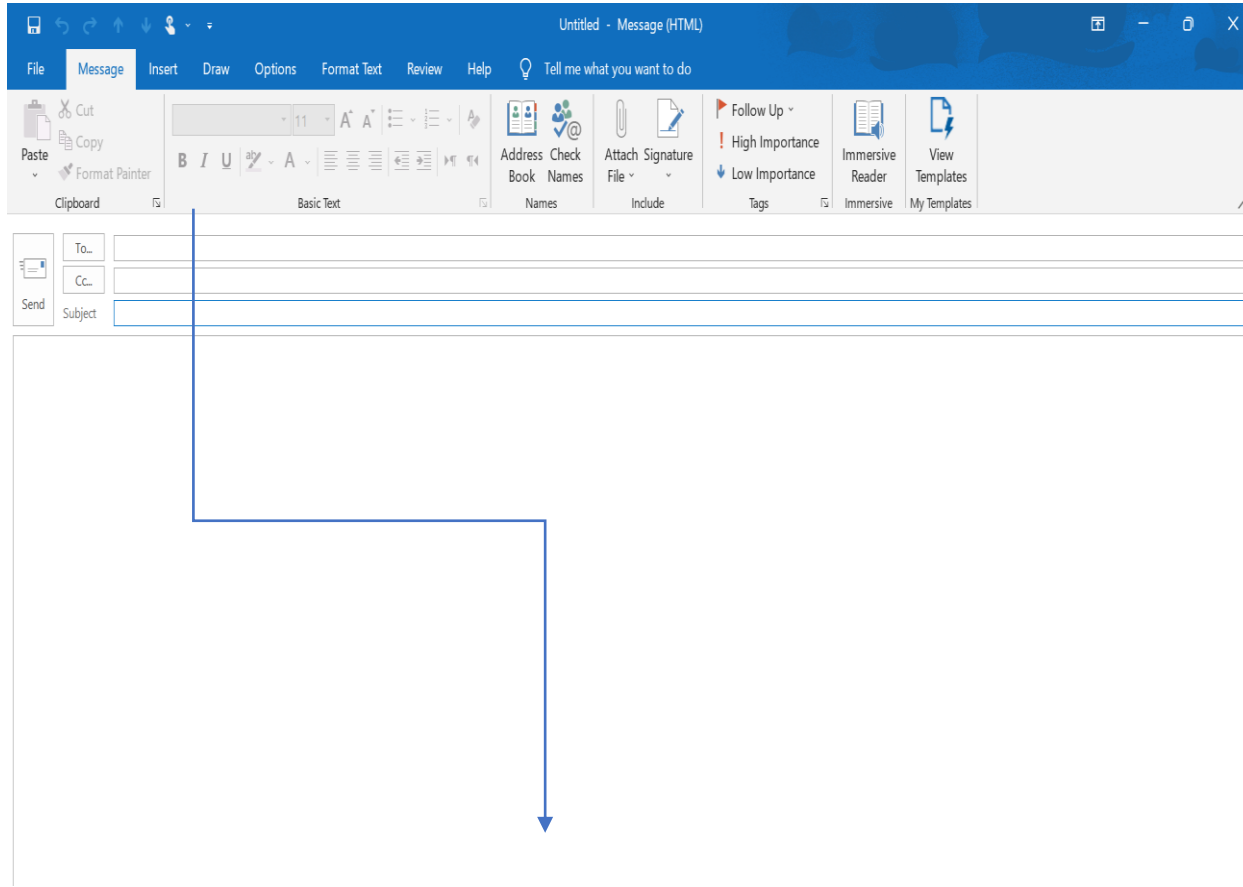 Untitled - Message (HTML)
File Message Insert Draw Options Format Text Review Help Tell me what you want to do
Paste
Cut
Copy
Format Painter
Clipboard
11
B I U
Basic Text
Address Book
Check Names
Names
Attach File
Signature
Include
Follow Up
High Importance
Low Importance
Tags
Immersive Reader
Immersive
View Templates
My Templates
Send
To...
Cc...
Subject